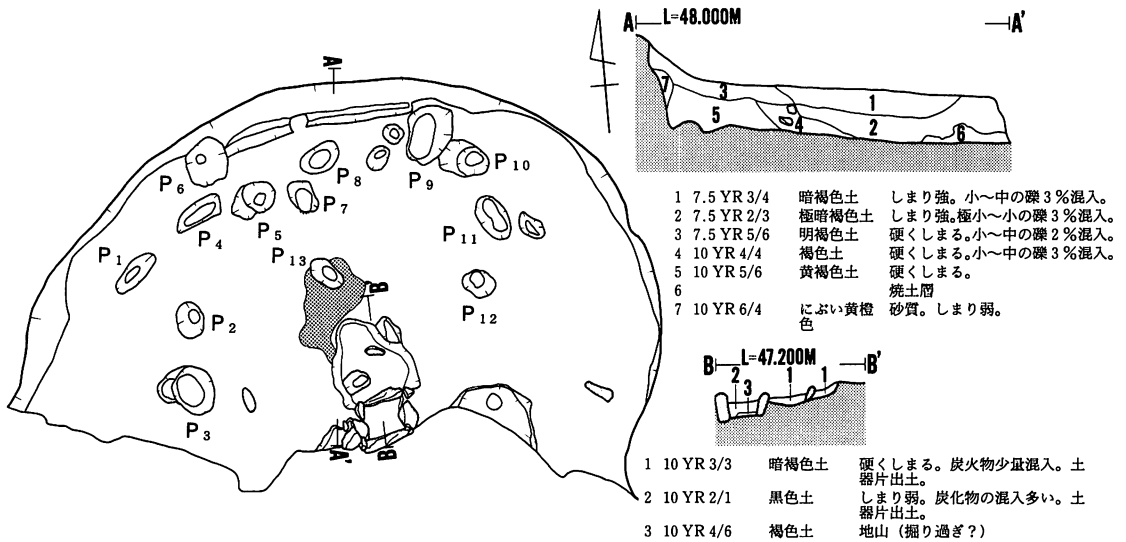 A L=48.000M A'
7
3
1
5
4
2
6
1 7.5 YR 3/4 暗褐色土 しまり強。小〜中の礫3%混入。
2 7.5 YR 2/3 極暗褐色土 しまり強。極小〜小の礫3%混入。
3 7.5 YR 5/6 明褐色土 硬くしまる。小〜中の礫2%混入。
4 10 YR 4/4 褐色土 硬くしまる。小〜中の礫3%混入。
5 10 YR 5/6 黄褐色土 硬くしまる。
6 焼土層
7 10 YR 6/4 にぶい黄橙 砂質。しまり弱。
色
B L=47.200M B'
2 3 1 1
1 10 YR 3/3 暗褐色土 硬くしまる。炭火物少量混入。土
器片出土。
2 10 YR 2/1 黒色土 しまり弱。炭化物の混入多い。土
器片出土。
3 10 YR 4/6 褐色土 地山（掘り過ぎ？）
A
P6
P8
P9
P10
P7
P5
P4
P11
P1
P13
B'
P12
P2
P3
A'
B